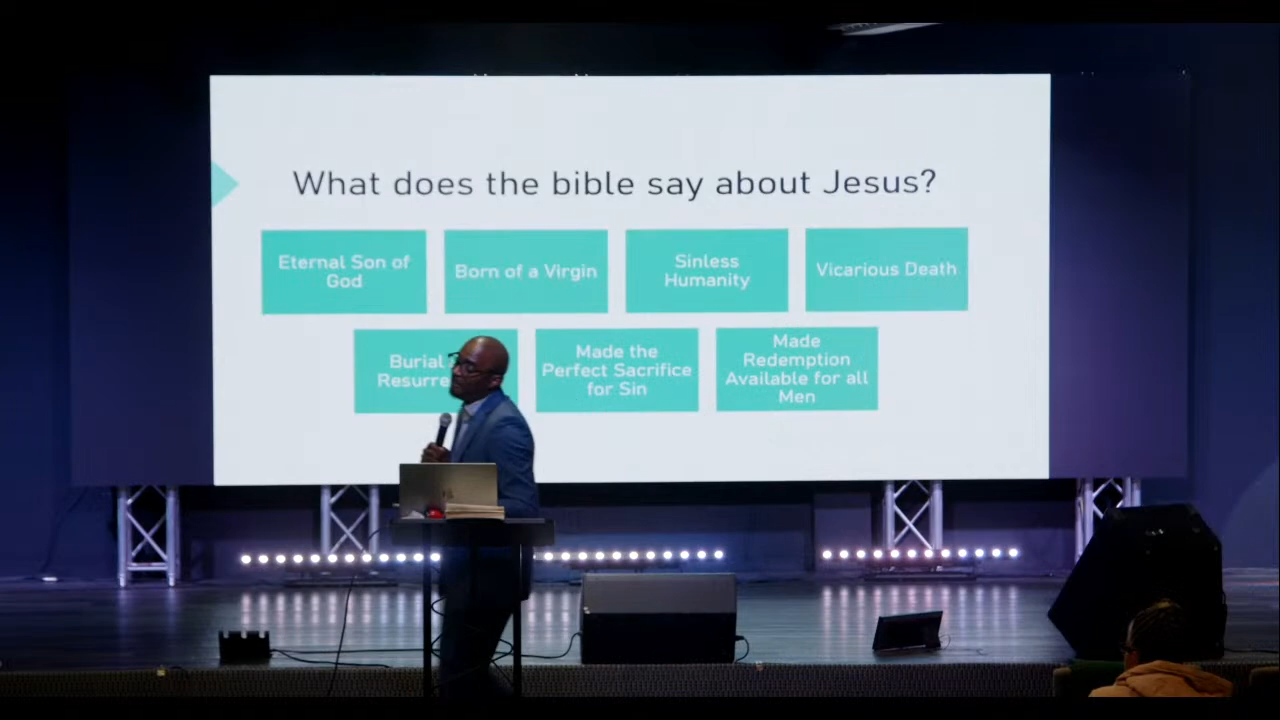 What does the bible say about Jesus?
Eternal Son of
God
Born of a Virgin
Sinless
Humanity
Vicarious Death
Burial
Made the
Perfect Sacrifice
for Sin
Made
Redemption
Available for all
Men